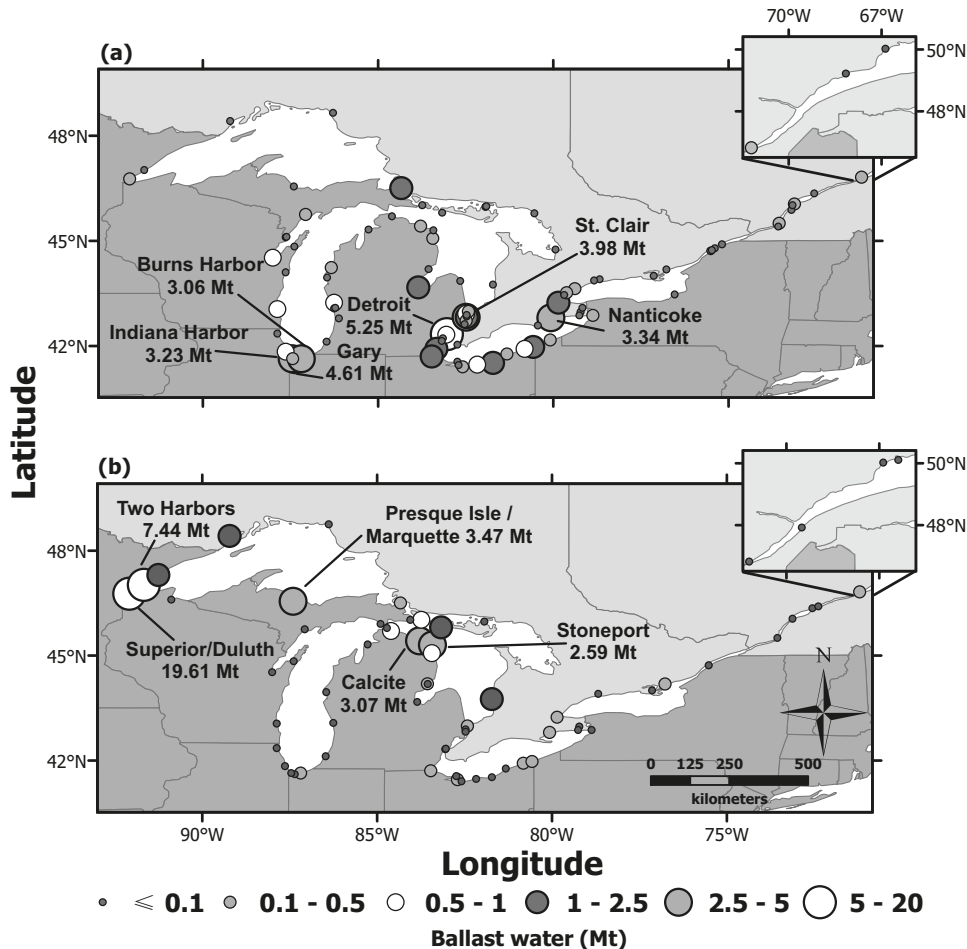 70°W 67°W
(a)
50°N
48°N
48°N
45°N
42°N
St. Clair
3.98 Mt
Burns Harbor
3.06 Mt
Detroit
5.25 Mt
Nanticoke
3.34 Mt
Indiana Harbor
3.23 Mt
Gary
4.61 Mt
Latitude
(b)
50°N
48°N
48°N
45°N
42°N
Two Harbors
7.44 Mt
Presque Isle /
Marquette 3.47 Mt
Superior/Duluth
19.61 Mt
Stoneport
2.59 Mt
Calcite
3.07 Mt
N
0 125 250 500
kilometers
90°W 85°W 80°W 75°W
Longitude
≤ 0.1 0.1 - 0.5 0.5 - 1 1 - 2.5 2.5 - 5 5 - 20
Ballast water (Mt)